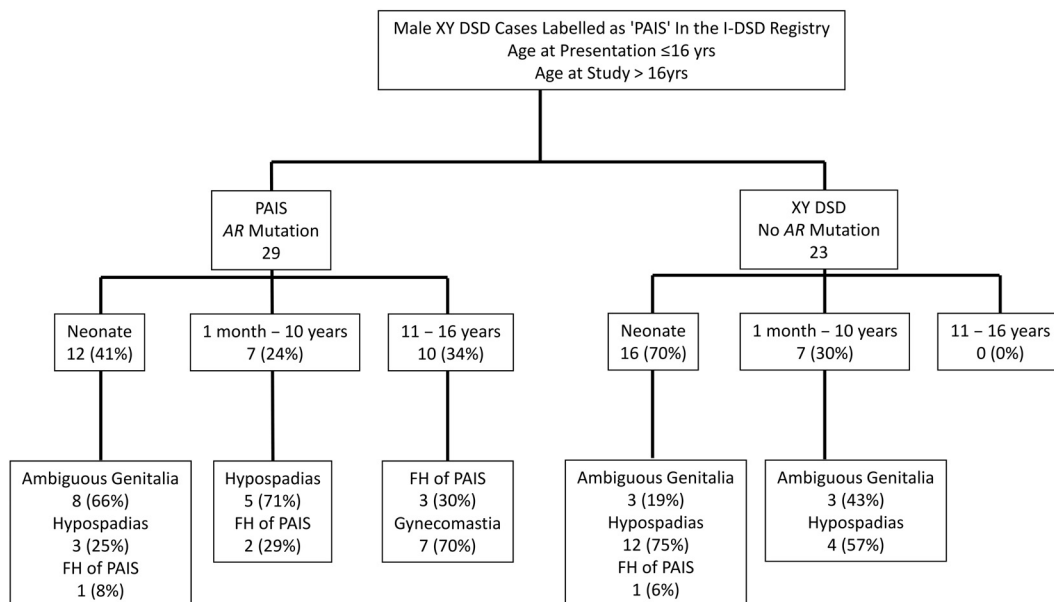 Male XY DSD Cases Labelled as 'PAIS' In the I-DSD Registry
Age at Presentation ≤16 yrs
Age at Study > 16yrs
PAIS
AR Mutation
29
XY DSD
No AR Mutation
23
Neonate
12 (41%)
1 month – 10 years
7 (24%)
11 – 16 years
10 (34%)
Neonate
16 (70%)
1 month – 10 years
7 (30%)
11 – 16 years
0 (0%)
Ambiguous Genitalia
8 (66%)
Hypospadias
3 (25%)
FH of PAIS
1 (8%)
Hypospadias
5 (71%)
FH of PAIS
2 (29%)
FH of PAIS
3 (30%)
Gynecomastia
7 (70%)
Ambiguous Genitalia
3 (19%)
Hypospadias
12 (75%)
FH of PAIS
1 (6%)
Ambiguous Genitalia
3 (43%)
Hypospadias
4 (57%)